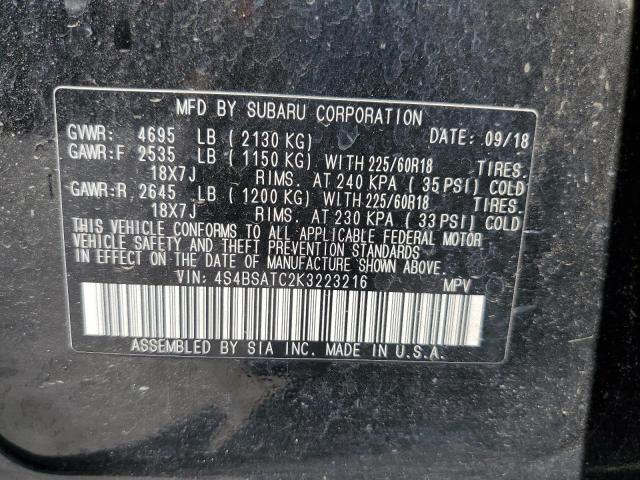 MFD BY SUBARU CORPORATION
GVWR: 4695 LB ( 2130 KG) DATE: 09/18
GAWR:F 2535 LB ( 1150 KG) WITH 225/60R18 TIRES.
18X7J RIMS. AT 240 KPA ( 35 PSI) COLD
GAWR:R 2645 LB ( 1200 KG) WITH 225/60R18 TIRES.
18X7J RIMS. AT 230 KPA ( 33 PSI) COLD
THIS VEHICLE CONFORMS TO ALL APPLICABLE FEDERAL MOTOR
VEHICLE SAFETY AND THEFT PREVENTION STANDARDS
IN EFFECT ON THE DATE OF MANUFACTURE SHOWN ABOVE.
VIN: 4S4BSATC2K3223216 MPV
ASSEMBLED BY SIA INC. MADE IN U.S.A.